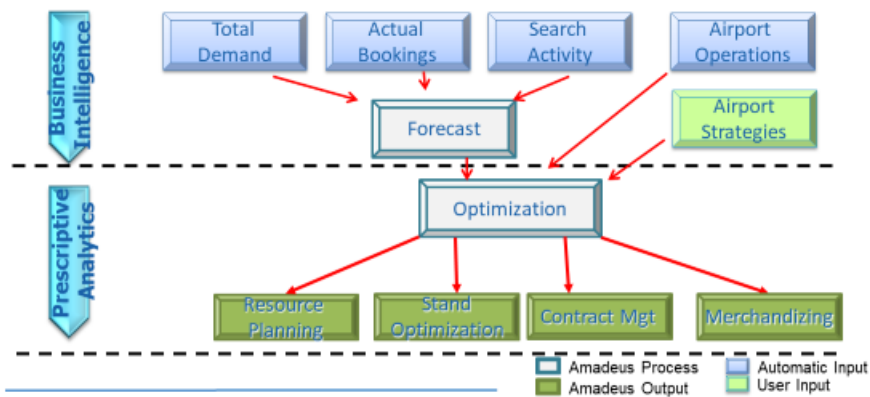 Business
Intelligence
Total
Demand
Actual
Bookings
Search
Activity
Airport
Operations
Forecast
Airport
Strategies
Prescriptive
Analytics
Optimization
Resource
Planning
Stand
Optimization
Contract Mgt
Merchandizing
Amadeus Process
Automatic Input
Amadeus Output
User Input